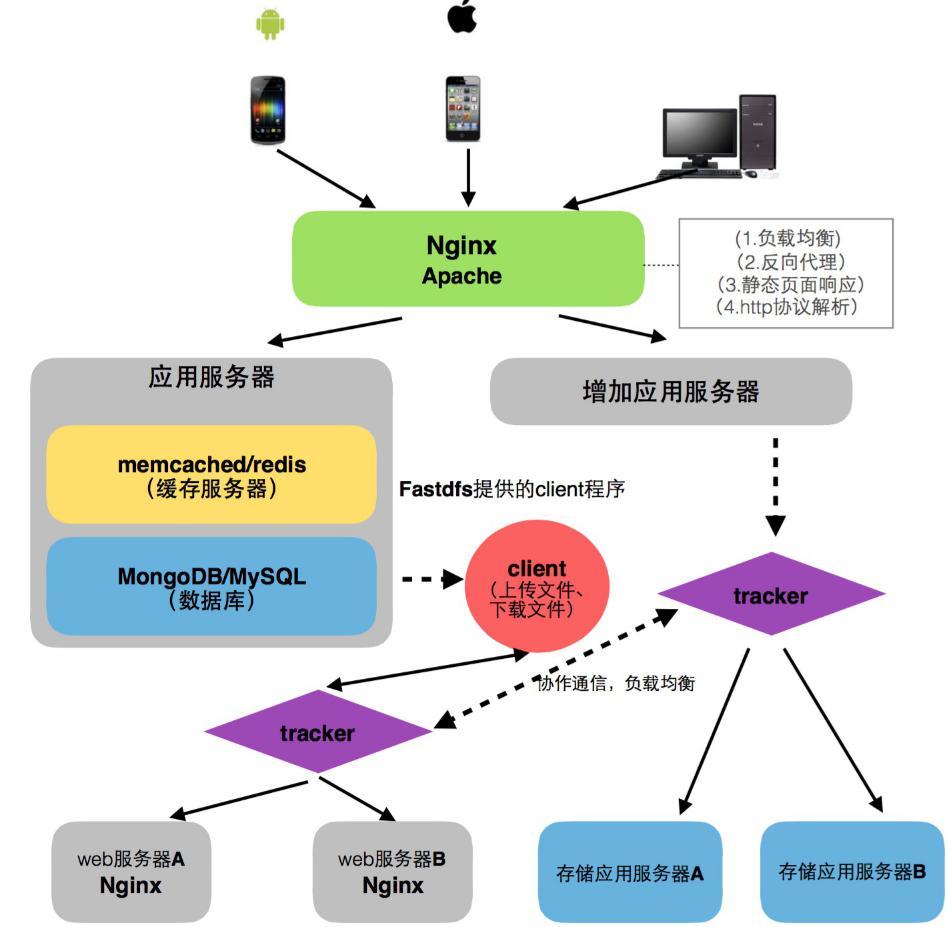 Nginx
Apache
(1.负载均衡)
（2.反向代理）
（3.静态页面响应）
（4.http协议解析）
应用服务器
增加应用服务器
memcached/redis
（缓存服务器）
Fastdfs提供的client程序
MongoDB/MySQL
（数据库）
client
（上传文件、
下载文件）
tracker
协作通信，负载均衡
tracker
web服务器A
Nginx
web服务器B
Nginx
存储应用服务器A
存储应用服务器B